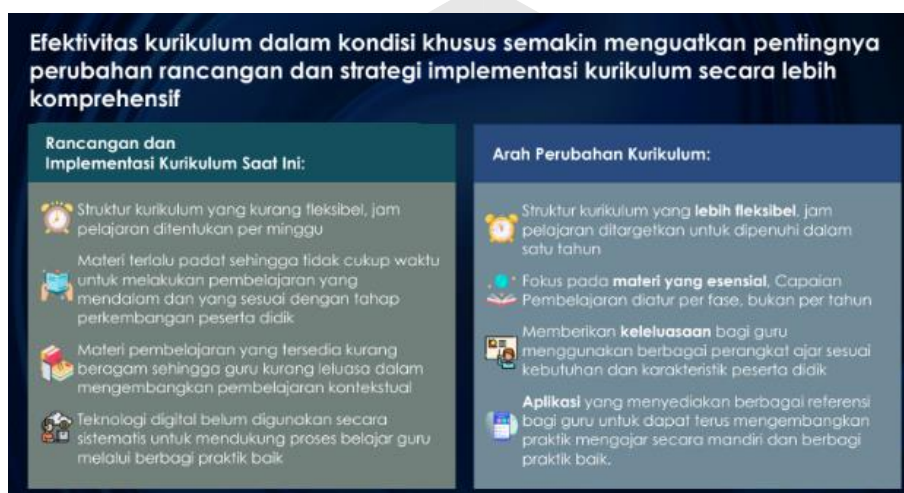 Efektivitas kurikulum dalam kondisi khusus semakin menguatkan pentingnya
perubahan rancangan dan strategi implementasi kurikulum secara lebih
komprehensif
Rancangan dan
Implementasi Kurikulum Saat Ini:
Struktur kurikulum yang kurang fleksibel, jam
pelajaran ditentukan per minggu
Materi terlalu padat sehingga tidak cukup waktu
untuk melakukan pembelajaran yang
mendalam dan yang sesuai dengan tahap
perkembangan peserta didik
Materi pembelajaran yang tersedia kurang
beragam sehingga guru kurang leluasa dalam
mengembangkan pembelajaran kontekstual
Teknologi digital belum digunakan secara
sistematis untuk mendukung proses belajar guru
melalui berbagi praktik baik
Arah Perubahan Kurikulum:
Struktur kurikulum yang lebih fleksibel, jam
pelajaran ditargetkan untuk dipenuhi dalam
satu tahun
Fokus pada materi yang esensial, Capaian
Pembelajaran diatur per fase, bukan per tahun
Memberikan keleluasaan bagi guru
menggunakan berbagai perangkat ajar sesuai
kebutuhan dan karakteristik peserta didik
Aplikasi yang menyediakan berbagai referensi
bagi guru untuk dapat terus mengembangkan
praktik mengajar secara mandiri dan berbagi
praktik baik.